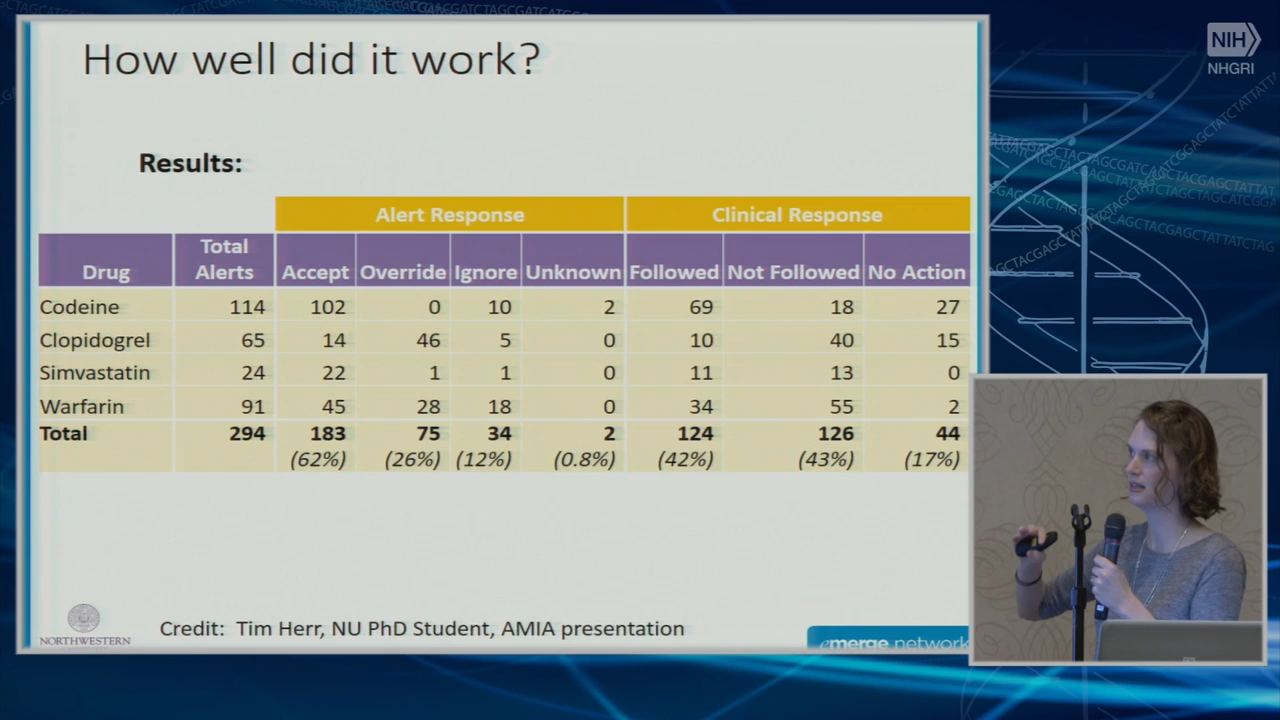 How well did it work?
NIH
NHGRI
Results:
Alert Response Clinical Response
Drug Total Alerts Accept Override Ignore Unknown Followed Not Followed No Action
Codeine 114 102 0 10 2 69 18 27
Clopidogrel 65 14 46 5 0 10 40 15
Simvastatin 24 22 1 1 0 11 13 0
Warfarin 91 45 28 18 0 34 55 2
Total 294 183 75 34 2 124 126 44
(62%) (26%) (12%) (0.8%) (42%) (43%) (17%)
NORTHWESTERN
Credit: Tim Herr, NU PhD Student, AMIA presentation
emerge network